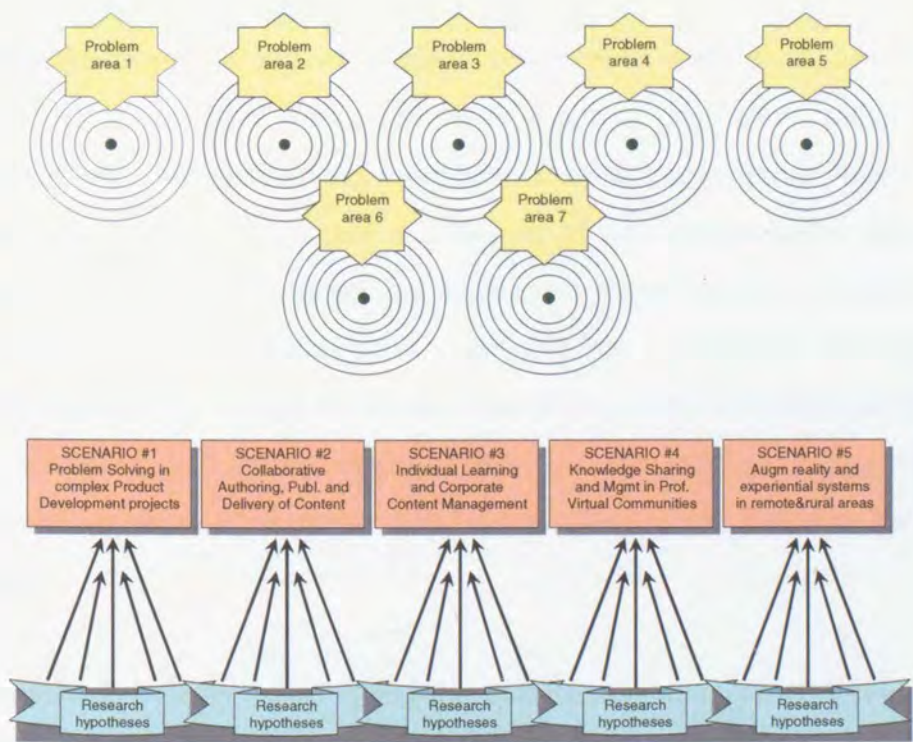 Problem
area 1
Problem
area 2
Problem
area 3
Problem
area 4
Problem
area 5
Problem
area 6
Problem
area 7
SCENARIO #1
Problem Solving in
complex Product
Development projects
SCENARIO #2
Collaborative
Authoring, Publ. and
Delivery of Content
SCENARIO #3
Individual Learning
and Corporate
Content Management
SCENARIO #4
Knowledge Sharing
and Mgmt in Prof.
Virtual Communities
SCENARIO #5
Augm reality and
experiential systems
in remote&rural areas
Research
hypotheses
Research
hypotheses
Research
hypotheses
Research
hypotheses
Research
hypotheses